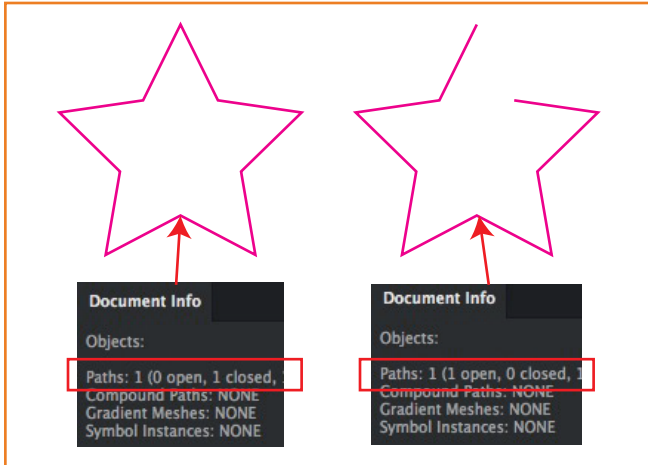 Document Info
Objects:
Paths: 1 (0 open, 1 closed,
Compound Paths: NONE
Gradient Meshes: NONE
Symbol Instances: NONE
Document Info
Objects:
Paths: 1 (1 open, 0 closed, 1
Compound Paths: NONE
Gradient Meshes: NONE
Symbol Instances: NONE